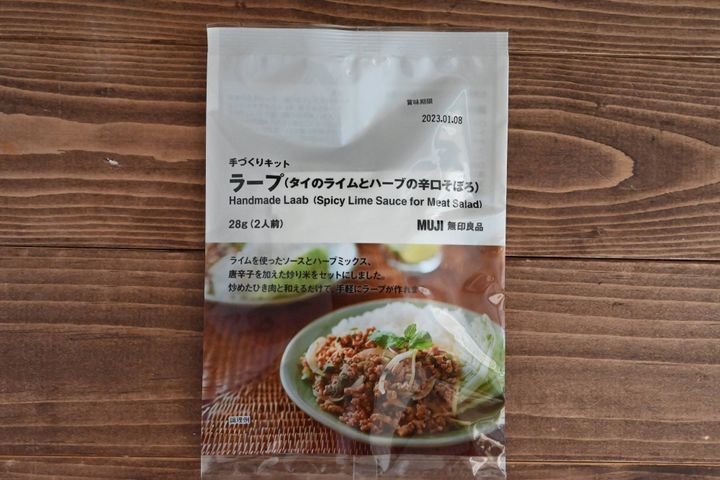 賞味期限
2023.01.08
手づくりキット
ラープ(タイのライムとハーブの辛口そぼろ)
Handmade Laab (Spicy Lime Sauce for Meat Salad)
28g(2人前)
MUJI 無印良品
ライムを使ったソースとハーブミックス、
唐辛子を加えた炒り米をセットにしました。
炒めたひき肉と和えるだけで、手軽にラープが作れます
調理例